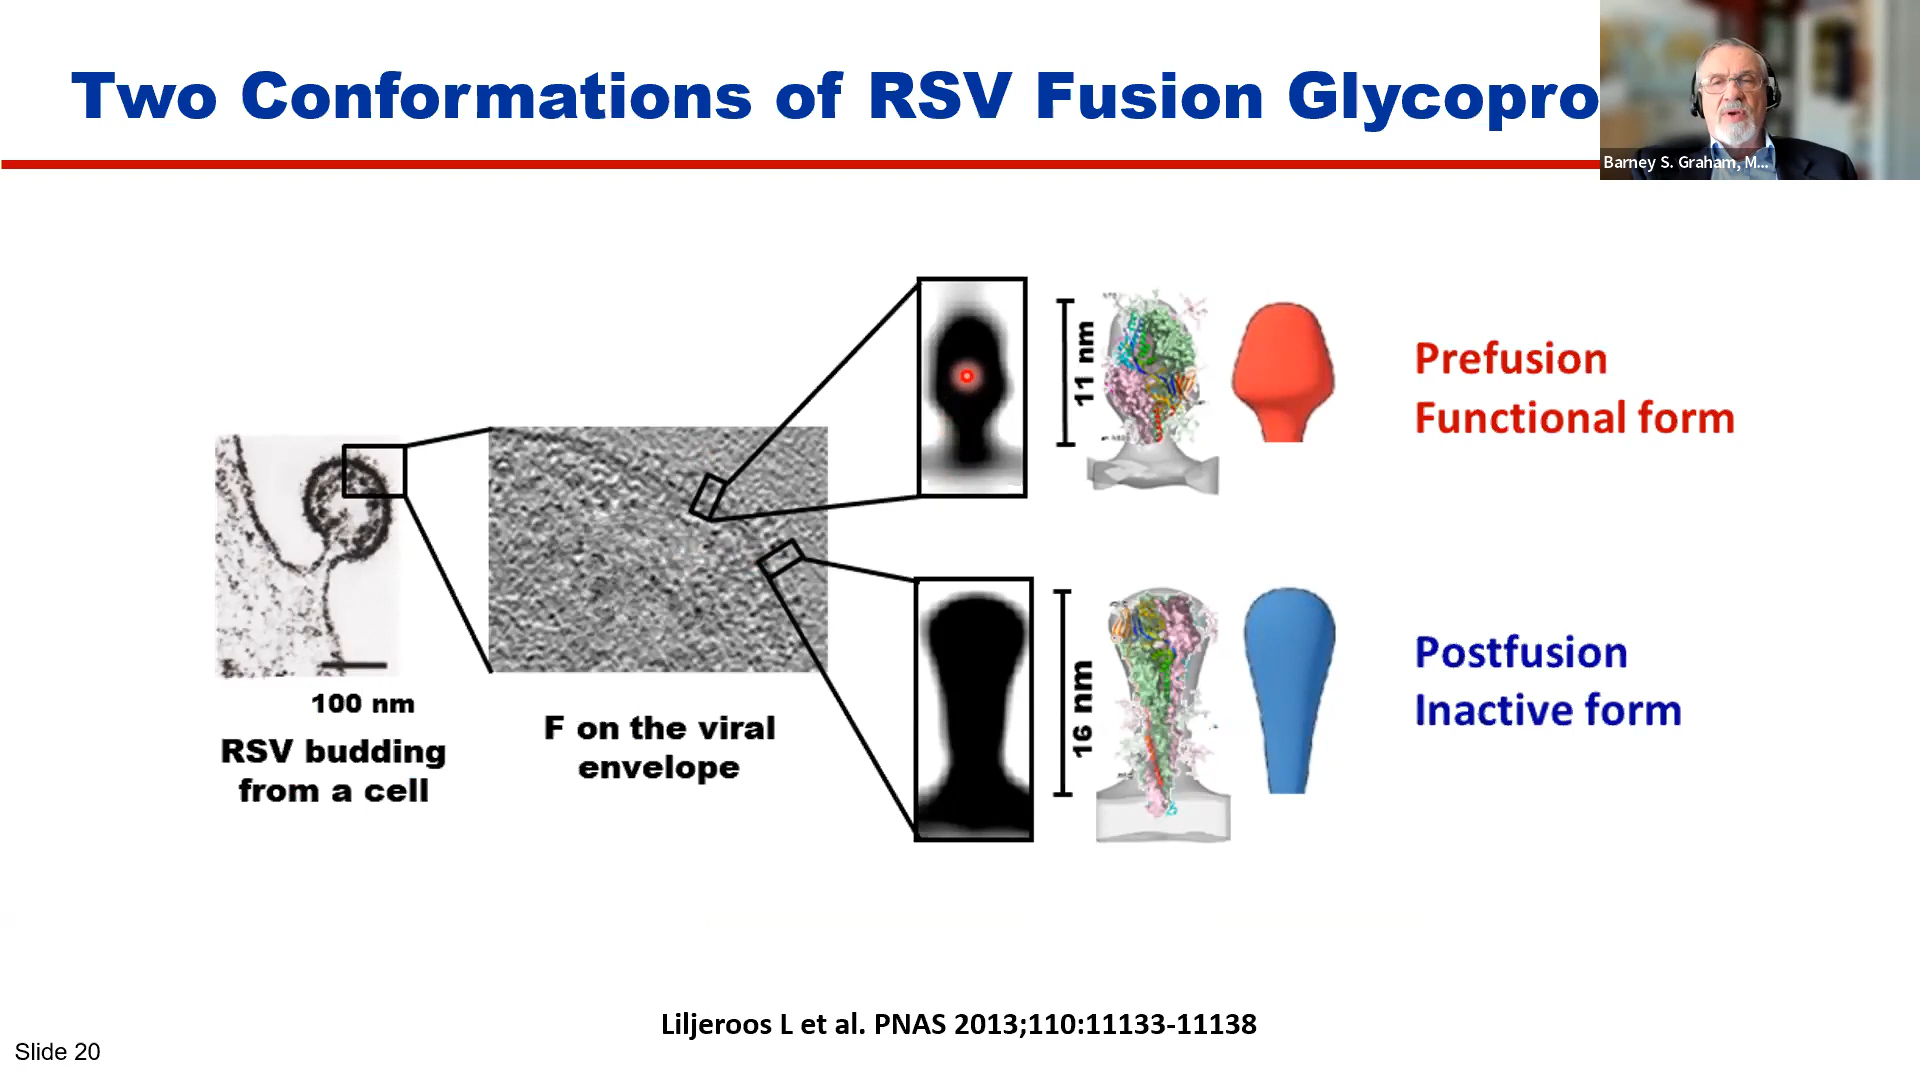 Two Conformations of RSV Fusion Glycopro
Barney S. Graham, M...
11 nm
Prefusion
Functional form
100 nm
RSV budding
from a cell
F on the viral
envelope
16 nm
Postfusion
Inactive form
Liljeroos L et al. PNAS 2013;110:11133-11138
Slide 20